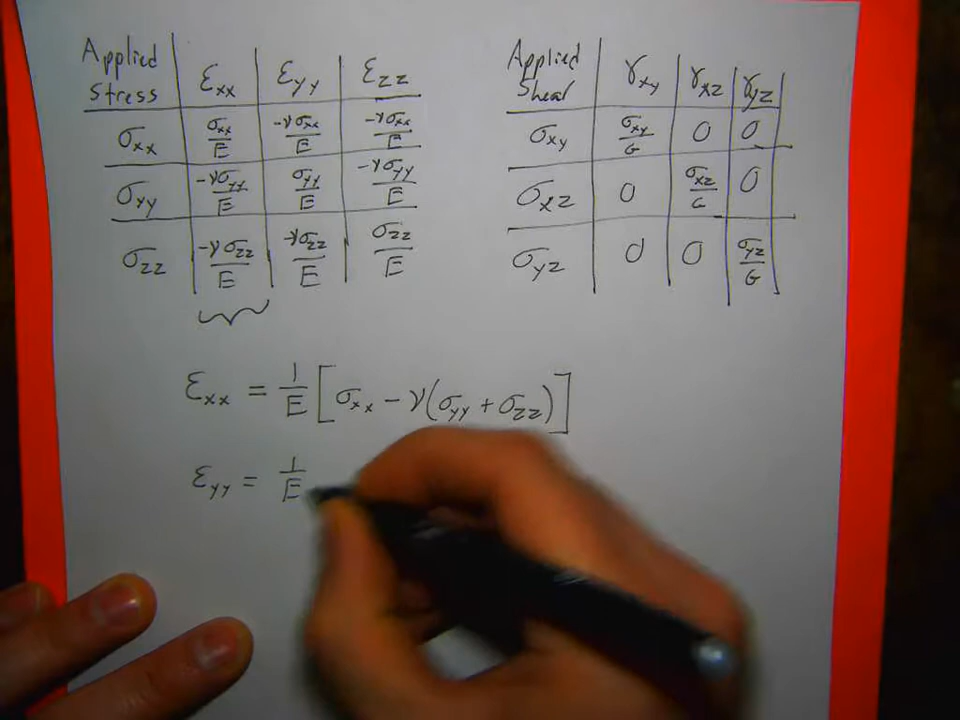 Applied Stress | εxx | εyy | εzz
σxx | σxx/E | -νσxx/E | -νσxx/E
σyy | -νσyy/E | σyy/E | -νσyy/E
σzz | -νσzz/E | -νσzz/E | σzz/E
Applied Shear | γxy | γxz | γyz
σxy | σxy/G | 0 | 0
σxz | 0 | σxz/G | 0
σyz | 0 | 0 | σyz/G
εxx = 1/E [σxx - ν(σyy + σzz)]
εyy = 1/E